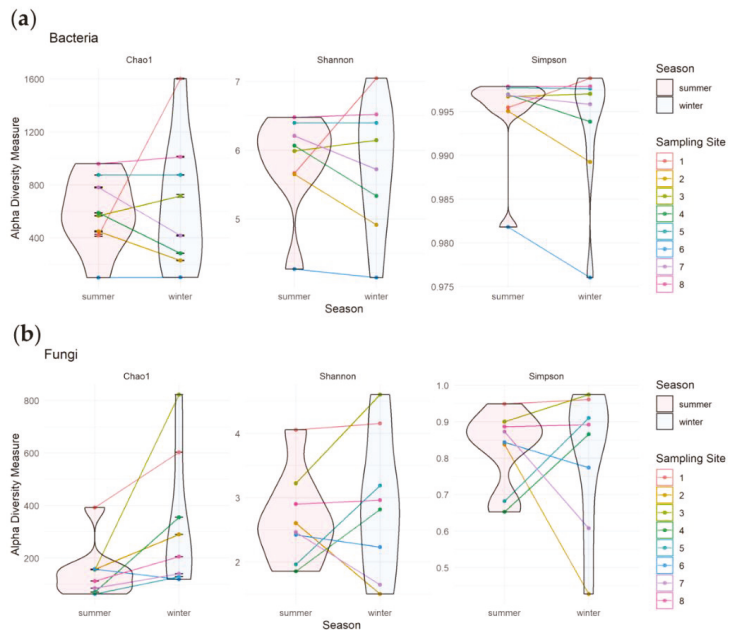 (a)
Bacteria
Chao1
Shannon
Simpson
Alpha Diversity Measure
1600
1200
800
400
7
6
5
0.995
0.990
0.985
0.980
0.975
summer
winter
summer
winter
summer
winter
Season
Season
summer
winter
Sampling Site
1
2
3
4
5
6
7
8
(b)
Fungi
Chao1
Shannon
Simpson
Alpha Diversity Measure
800
600
400
200
4
3
2
1.0
0.9
0.8
0.7
0.6
0.5
summer
winter
summer
winter
summer
winter
Season
Season
summer
winter
Sampling Site
1
2
3
4
5
6
7
8